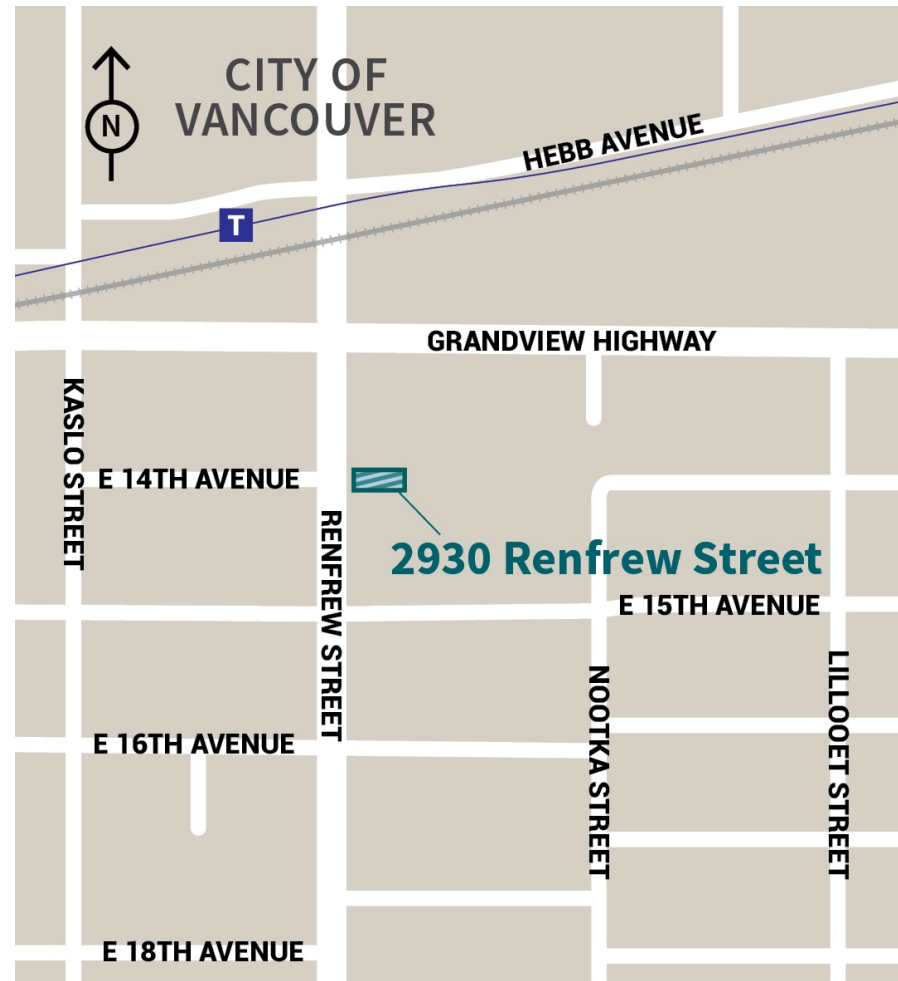 CITY OF
VANCOUVER
N
HEBB AVENUE
T
GRANDVIEW HIGHWAY
KASLO STREET
E 14TH AVENUE
RENFREW STREET
2930 Renfrew Street
E 15TH AVENUE
NOOTKA STREET
LILLOOET STREET
E 16TH AVENUE
E 18TH AVENUE